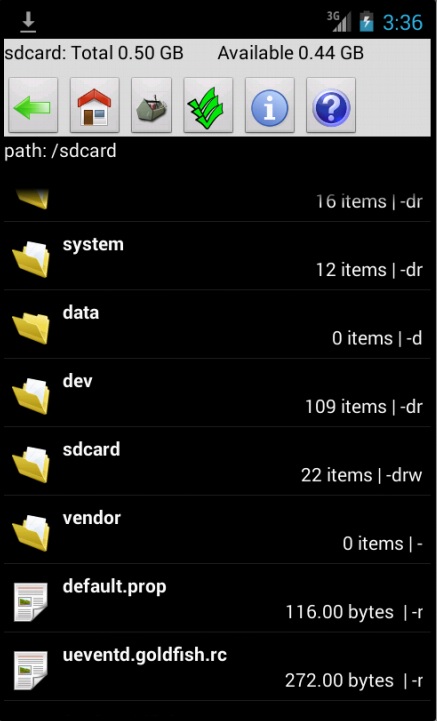 3G 3:36
sdcard: Total 0.50 GB Available 0.44 GB
path: /sdcard
16 items | -dr
system
12 items | -dr
data
0 items | -d
dev
109 items | -dr
sdcard
22 items | -drw
vendor
0 items | -
default.prop
116.00 bytes | -r
ueventd.goldfish.rc
272.00 bytes | -r